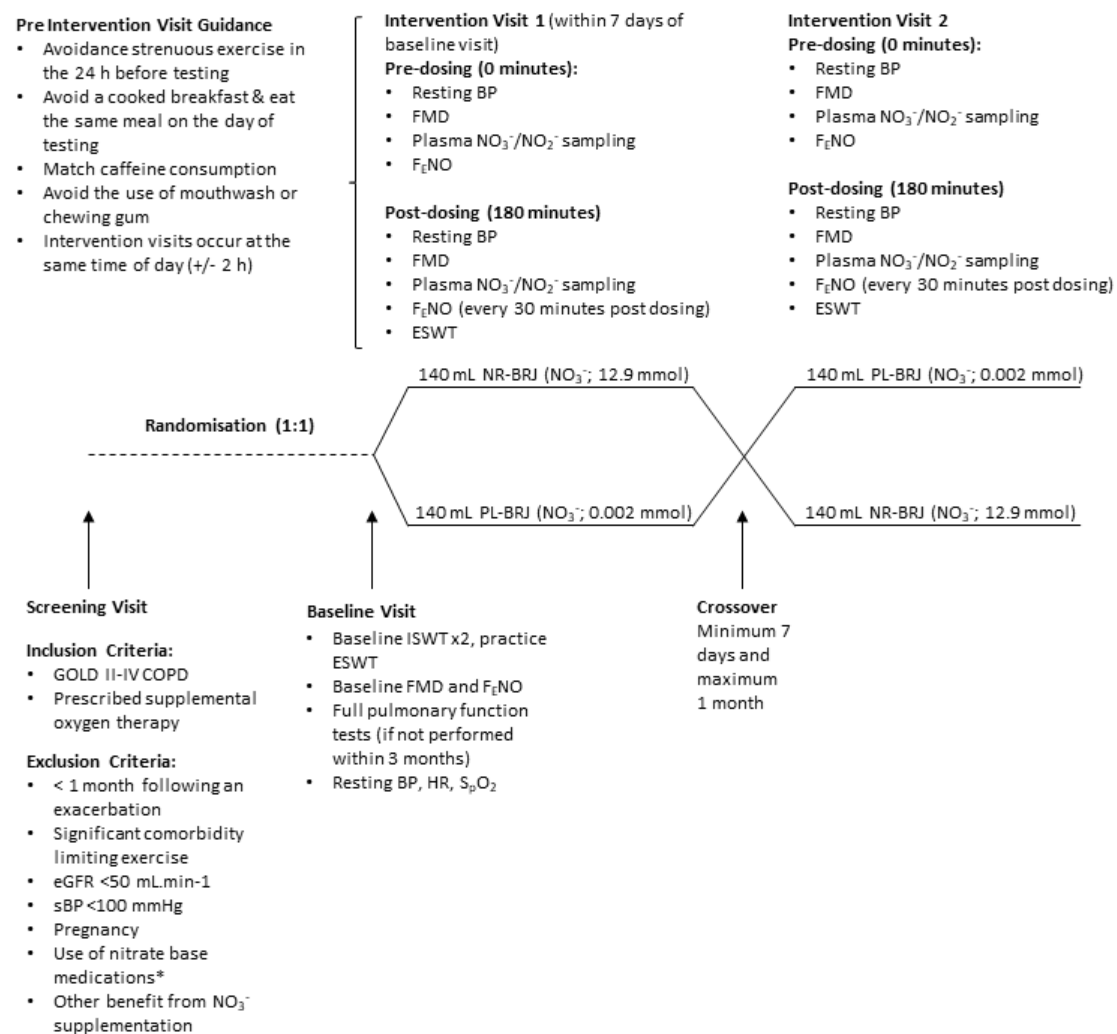 Pre Intervention Visit Guidance
• Avoidance strenuous exercise in
the 24 h before testing
• Avoid a cooked breakfast & eat
the same meal on the day of
testing
• Match caffeine consumption
• Avoid the use of mouthwash or
chewing gum
• Intervention visits occur at the
same time of day (+/- 2 h)
Intervention Visit 1 (within 7 days of
baseline visit)
Pre-dosing (0 minutes):
• Resting BP
• FMD
• Plasma NO₃⁻/NO₂⁻ sampling
• FᴇNO
Post-dosing (180 minutes)
• Resting BP
• FMD
• Plasma NO₃⁻/NO₂⁻ sampling
• FᴇNO (every 30 minutes post dosing)
• ESWT
Intervention Visit 2
Pre-dosing (0 minutes):
• Resting BP
• FMD
• Plasma NO₃⁻/NO₂⁻ sampling
• FᴇNO
Post-dosing (180 minutes)
• Resting BP
• FMD
• Plasma NO₃⁻/NO₂⁻ sampling
• FᴇNO (every 30 minutes post dosing)
• ESWT
Randomisation (1:1)
140 mL NR-BRJ (NO₃⁻; 12.9 mmol)
140 mL PL-BRJ (NO₃⁻; 0.002 mmol)
140 mL PL-BRJ (NO₃⁻; 0.002 mmol)
140 mL NR-BRJ (NO₃⁻; 12.9 mmol)
Screening Visit
Inclusion Criteria:
• GOLD II-IV COPD
• Prescribed supplemental
oxygen therapy
Exclusion Criteria:
• < 1 month following an
exacerbation
• Significant comorbidity
limiting exercise
• eGFR <50 mL.min-1
• sBP <100 mmHg
• Pregnancy
• Use of nitrate base
medications*
• Other benefit from NO₃⁻
supplementation
Baseline Visit
• Baseline ISWT x2, practice
ESWT
• Baseline FMD and FᴇNO
• Full pulmonary function
tests (if not performed
within 3 months)
• Resting BP, HR, SₚO₂
Crossover
Minimum 7
days and
maximum
1 month